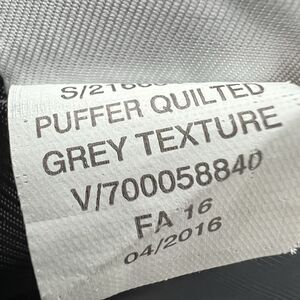 PUFFER QUILTED
GREY TEXTURE
V/700058840
FA 16
04/2016